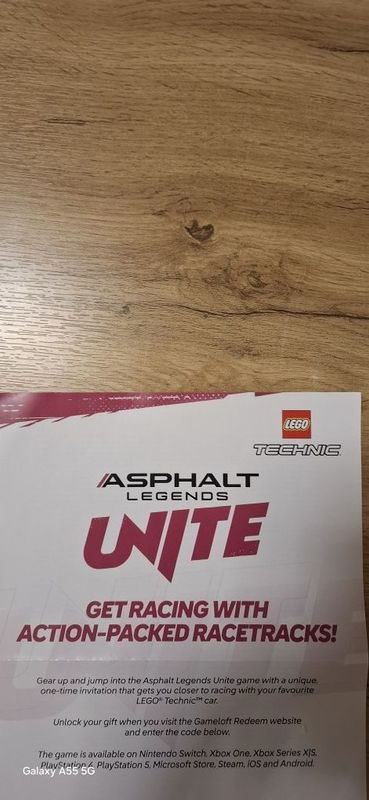 LEGO
TECHNIC
ASPHALT
LEGENDS
UNITE
GET RACING WITH
ACTION-PACKED RACETRACKS!
Gear up and jump into the Asphalt Legends Unite game with a unique,
one-time invitation that gets you closer to racing with your favourite
LEGO® Technic™ car.
Unlock your gift when you visit the Gameloft Redeem website
and enter the code below.
The game is available on Nintendo Switch, Xbox One, Xbox Series X|S,
PlayStation 4, PlayStation 5, Microsoft Store, Steam, iOS and Android.
Galaxy A55 5G